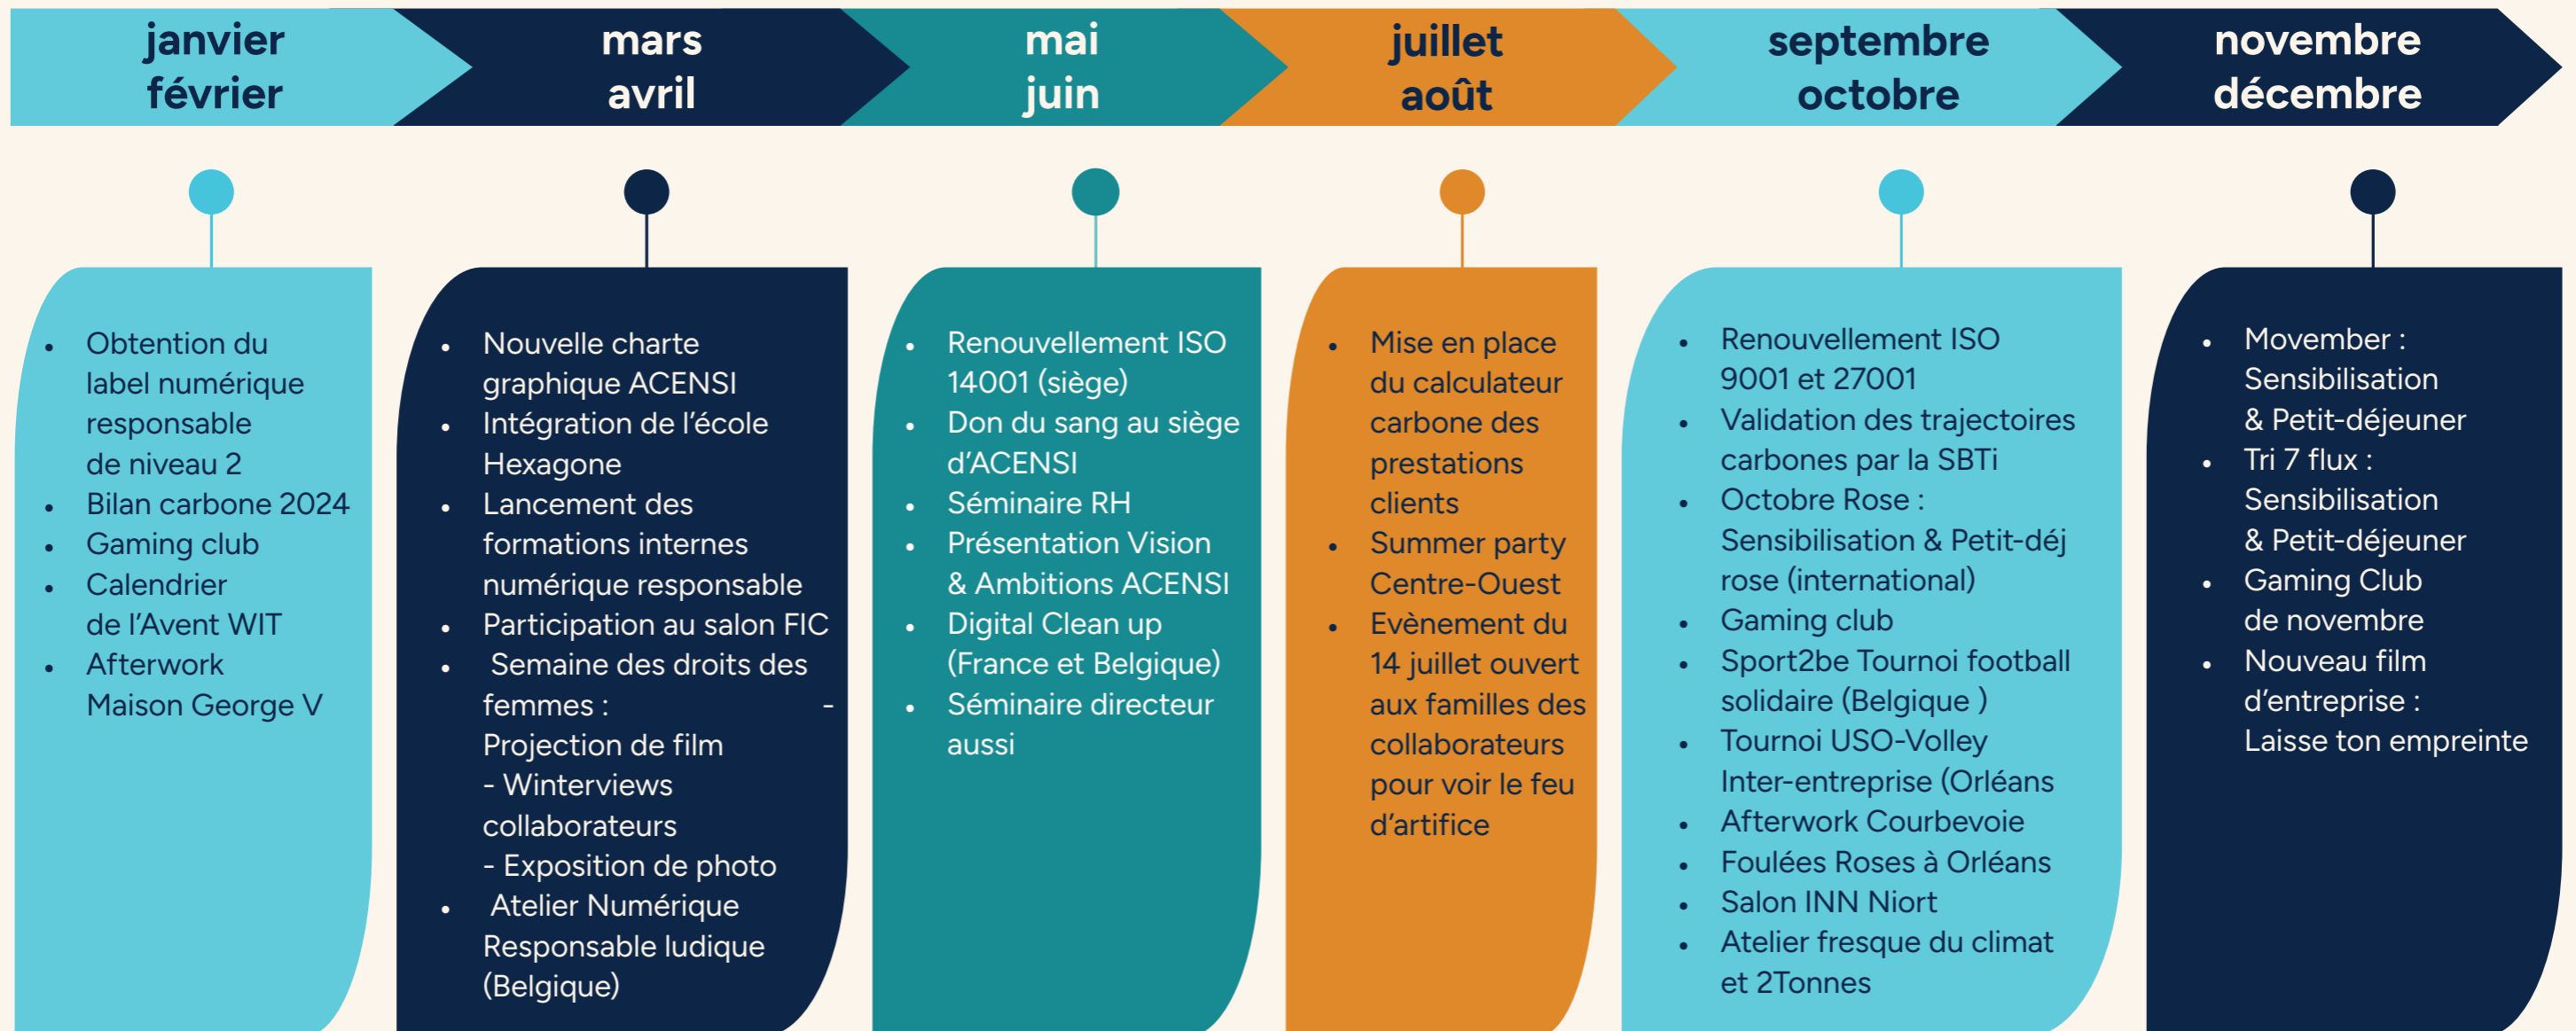 janvier
février
mars
avril
mai
juin
juillet
août
septembre
octobre
novembre
décembre
• Obtention du
label numérique
responsable
de niveau 2
• Bilan carbone 2024
• Gaming club
• Calendrier
de l’Avent WIT
• Afterwork
Maison George V
• Nouvelle charte
graphique ACENSI
• Intégration de l’école
Hexagone
• Lancement des
formations internes
numérique responsable
• Participation au salon FIC
• Semaine des droits des
femmes : -
Projection de film
- Winterviews
collaborateurs
- Exposition de photo
• Atelier Numérique
Responsable ludique
(Belgique)
• Renouvellement ISO
14001 (siège)
• Don du sang au siège
d’ACENSI
• Séminaire RH
• Présentation Vision
& Ambitions ACENSI
• Digital Clean up
(France et Belgique)
• Séminaire directeur
aussi
• Mise en place
du calculateur
carbone des
prestations
clients
• Summer party
Centre-Ouest
• Evènement du
14 juillet ouvert
aux familles des
collaborateurs
pour voir le feu
d’artifice
• Renouvellement ISO
9001 et 27001
• Validation des trajectoires
carbones par la SBTi
• Octobre Rose :
Sensibilisation & Petit-déj
rose (international)
• Gaming club
• Sport2be Tournoi football
solidaire (Belgique )
• Tournoi USO-Volley
Inter-entreprise (Orléans
• Afterwork Courbevoie
• Foulées Roses à Orléans
• Salon INN Niort
• Atelier fresque du climat
et 2Tonnes
• Movember :
Sensibilisation
& Petit-déjeuner
• Tri 7 flux :
Sensibilisation
& Petit-déjeuner
• Gaming Club
de novembre
• Nouveau film
d’entreprise :
Laisse ton empreinte